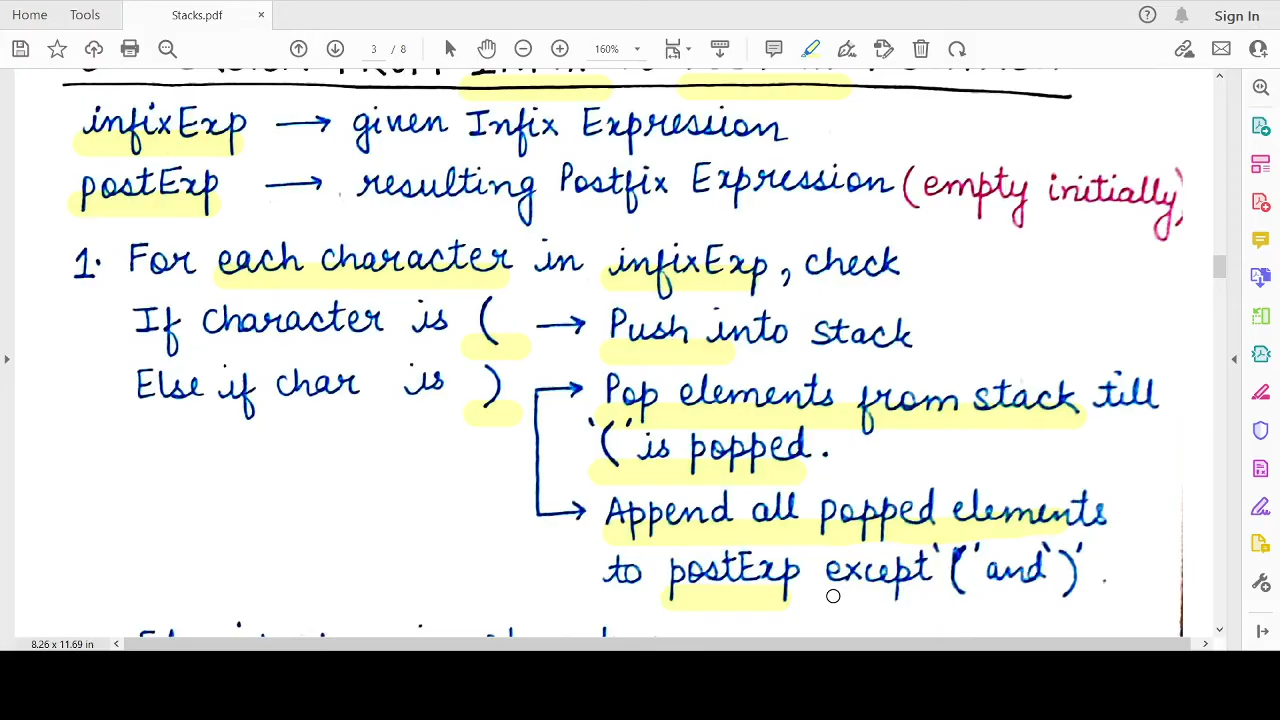 Home Tools Stacks.pdf × Sign In
3 / 8 160%
infixExp → given Infix Expression
postExp → resulting Postfix Expression (empty initially)
1. For each character in infixExp, check
If character is ( → Push into stack
Else if char is ) → Pop elements from stack till
'(' is popped.
→ Append all popped elements
to postExp except '(' and ')'.
8.26 x 11.69 in